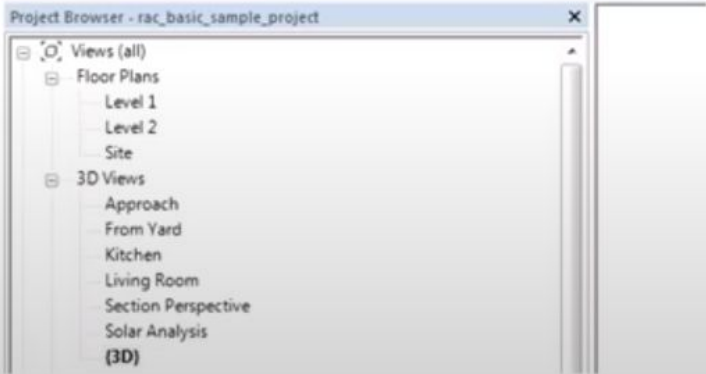 Project Browser - rac_basic_sample_project
Views (all)
Floor Plans
Level 1
Level 2
Site
3D Views
Approach
From Yard
Kitchen
Living Room
Section Perspective
Solar Analysis
{3D}